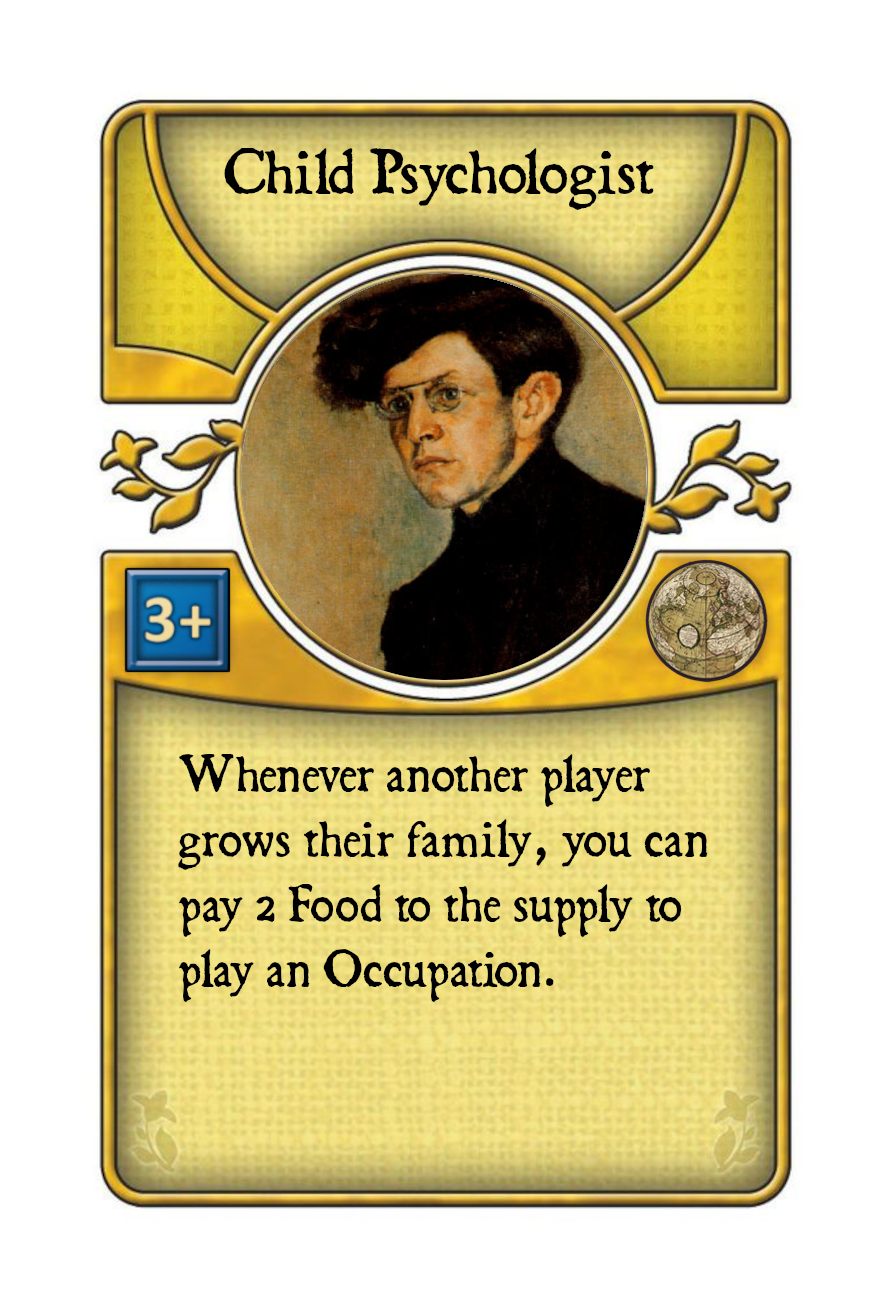 Child Psychologist
3+
Whenever another player
grows their family, you can
pay 2 Food to the supply to
play an Occupation.